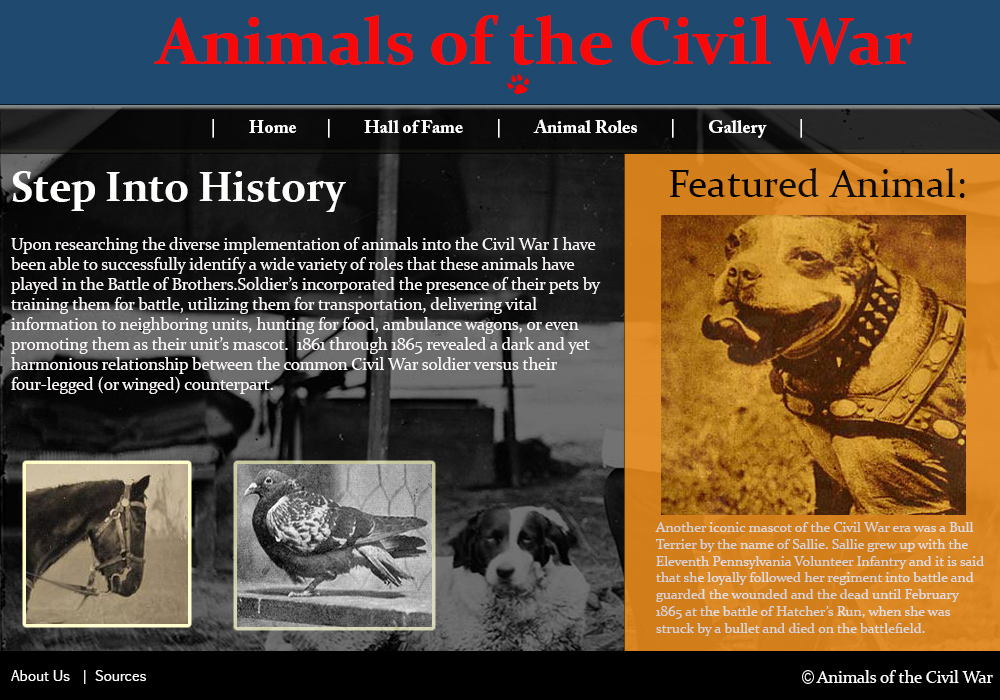 Animals of the Civil War
| Home | Hall of Fame | Animal Roles | Gallery |
Step Into History
Upon researching the diverse implementation of animals into the Civil War I have
been able to successfully identify a wide variety of roles that these animals have
played in the Battle of Brothers.Soldier's incorporated the presence of their pets by
training them for battle, utilizing them for transportation, delivering vital
information to neighboring units, hunting for food, ambulance wagons, or even
promoting them as their unit's mascot. 1861 through 1865 revealed a dark and yet
harmonious relationship between the common Civil War soldier versus their
four-legged (or winged) counterpart.
Featured Animal:
Another iconic mascot of the Civil War era was a Bull
Terrier by the name of Sallie. Sallie grew up with the
Eleventh Pennsylvania Volunteer Infantry and it is said
that she loyally followed her regiment into battle and
guarded the wounded and the dead until February
1865 at the battle of Hatcher's Run, when she was
struck by a bullet and died on the battlefield.
About Us | Sources
© Animals of the Civil War